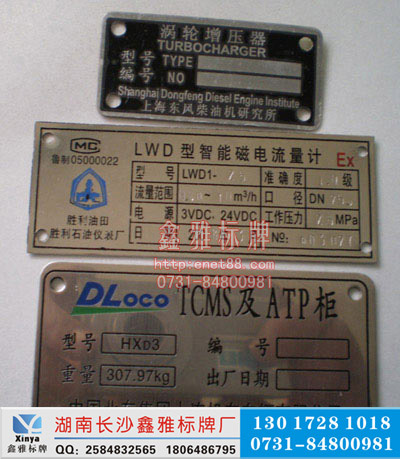 涡轮增压器
TURBOCHARGER
型号 TYPE
编号 NO
Shanghai Dongfeng Diesel Engine Institute
上海东风柴油机研究所
MC
鲁制05000022
LWD 型智能磁电流量计 Ex
型号 LWD1- 准确度 级
流量范围 m³/h 口径 DN
电源 3VDC、24VDC 工作压力 MPa
日 №:
胜利油田
胜利石油仪表厂
鑫雅标牌
http:enet88.com
0731-84800981
DLoco TCMS及ATP柜
型号 HXD3 编号
重量 307.97kg 出厂日期
Xinya
鑫雅标牌
湖南长沙鑫雅标牌厂
QQ: 2584832565 1806486795
130 1728 1018
0731-84800981